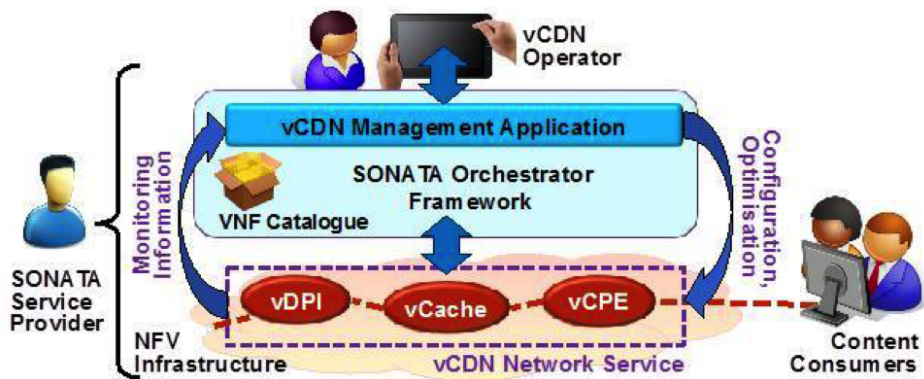 vCDN
Operator
vCDN Management Application
SONATA Orchestrator
Framework
VNF Catalogue
Monitoring
Information
Configuration,
Optimisation
SONATA
Service
Provider
vDPI
vCache
vCPE
NFV
Infrastructure
vCDN Network Service
Content
Consumers